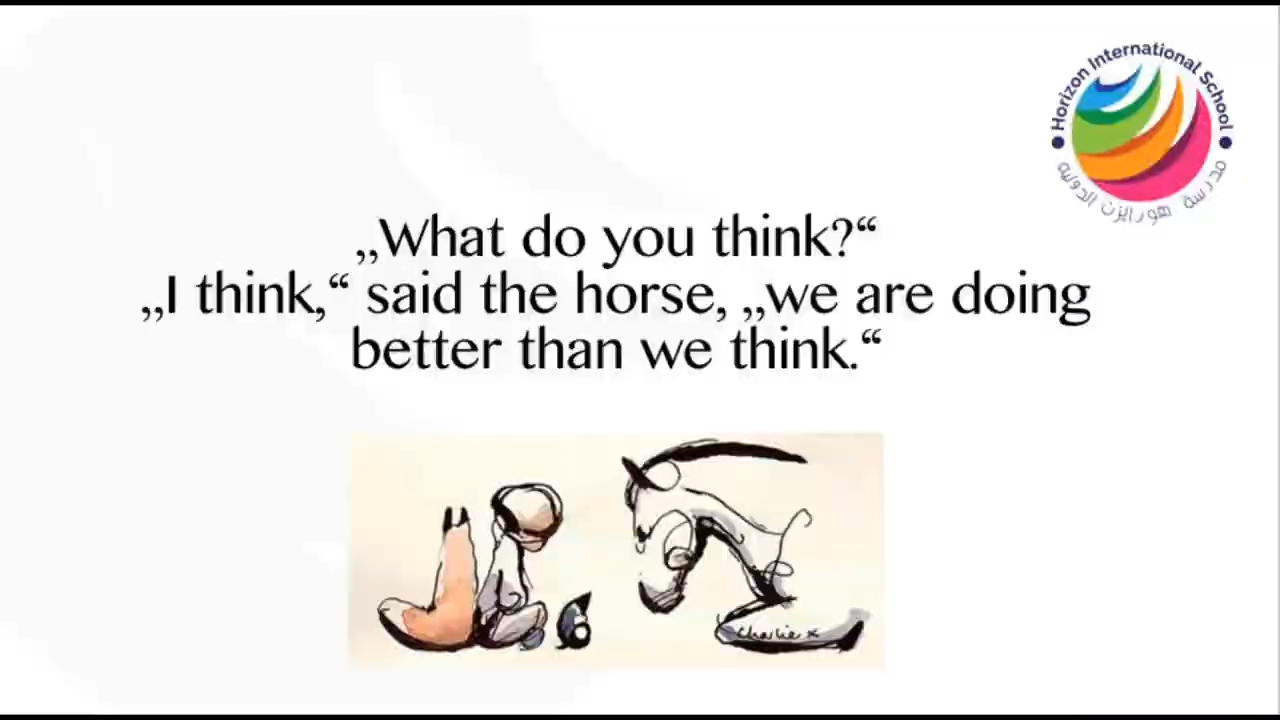 Horizon International School
مدرسة هورايزن الدولية
„What do you think?“
„I think,“ said the horse, „we are doing
better than we think.“
Charlie x